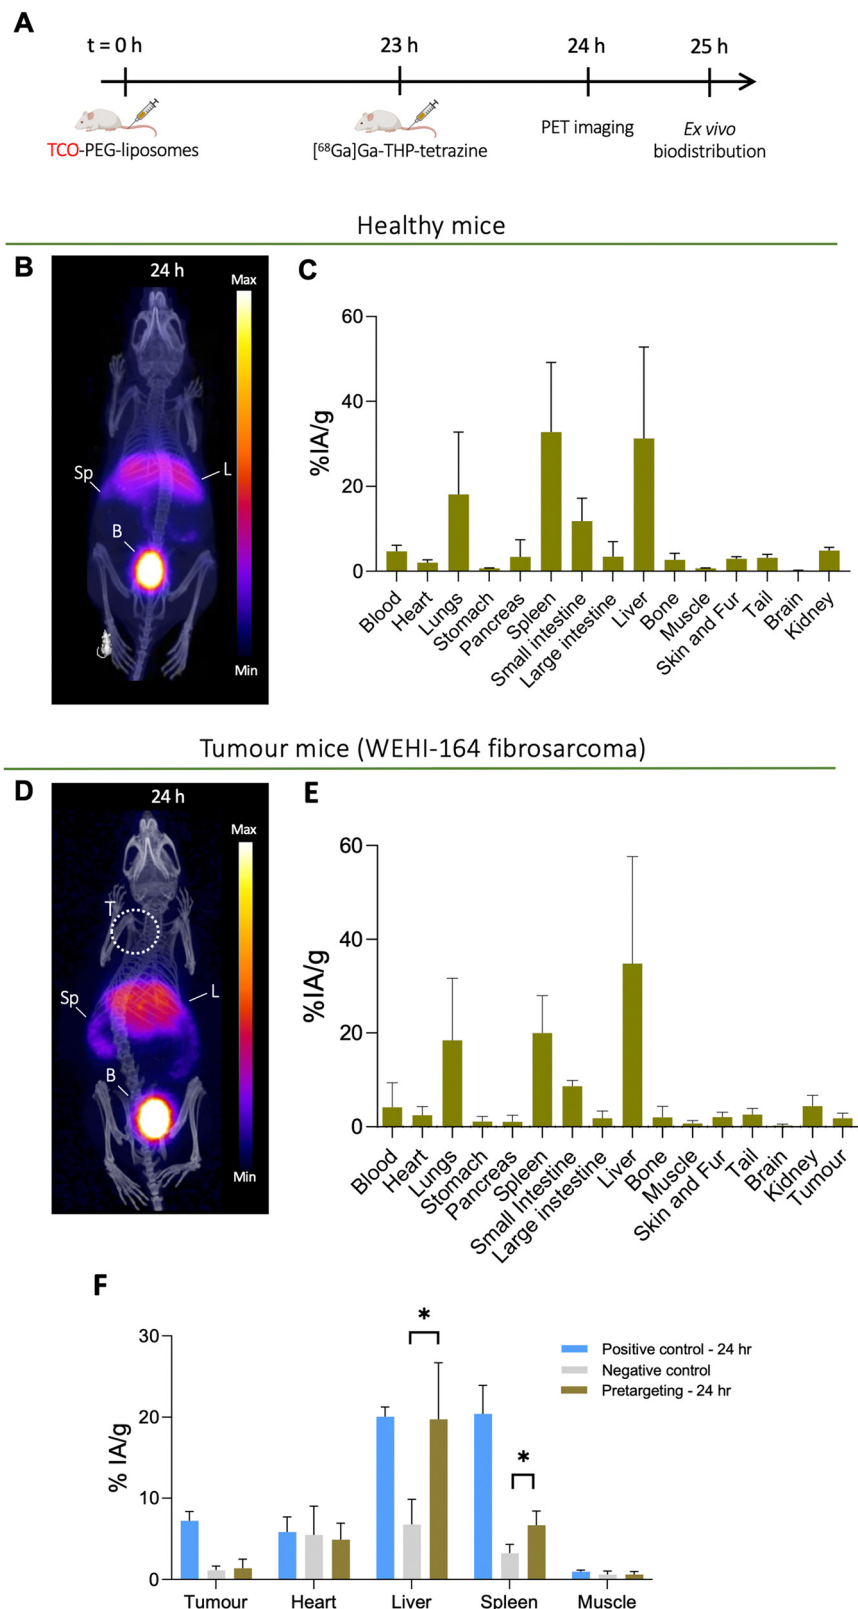 A
t = 0 h 23 h 24 h 25 h
TCO-PEG-liposomes
[⁶⁸Ga]Ga-THP-tetrazine
PET imaging
Ex vivo
biodistribution
Healthy mice
B
24 h
Max
Sp
L
B
Min
C
60
40
20
0
%IA/g
Blood
Heart
Lungs
Stomach
Pancreas
Spleen
Small intestine
Large intestine
Liver
Bone
Muscle
Skin and Fur
Tail
Brain
Kidney
Tumour mice (WEHI-164 fibrosarcoma)
D
24 h
Max
T
Sp
L
B
Min
E
60
40
20
0
%IA/g
Blood
Heart
Lungs
Stomach
Pancreas
Spleen
Small Intestine
Large instestine
Liver
Bone
Muscle
Skin and Fur
Tail
Brain
Kidney
Tumour
F
30
20
10
0
% IA/g
*
*
Positive control - 24 hr
Negative control
Pretargeting - 24 hr
Tumour Heart Liver Spleen Muscle